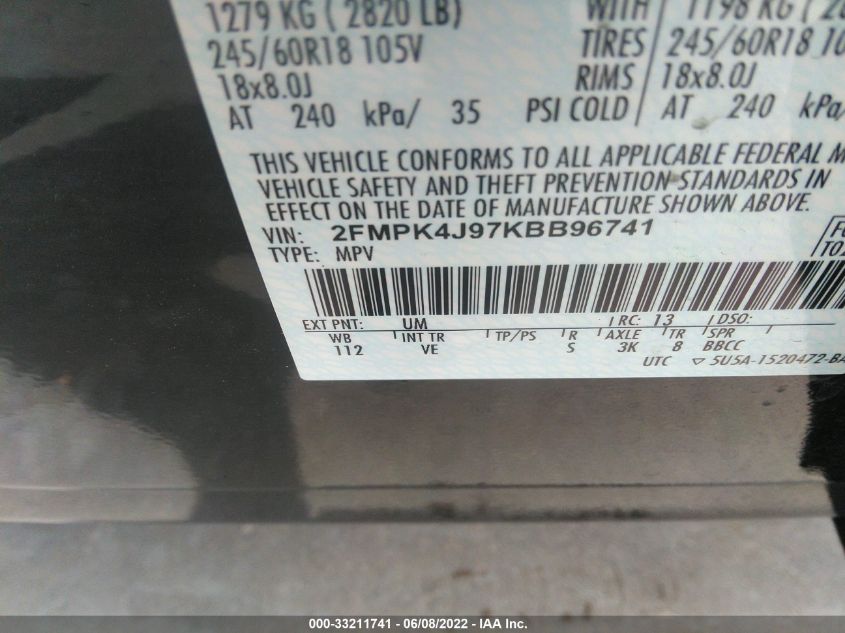 1279 KG ( 2820 LB) WITH 1198 KG (
245/60R18 105V TIRES 245/60R18
18x8.0J RIMS 18x8.0J
AT 240 kPa/ 35 PSI COLD AT 240 kPa/
THIS VEHICLE CONFORMS TO ALL APPLICABLE FEDERAL
VEHICLE SAFETY AND THEFT PREVENTION STANDARDS IN
EFFECT ON THE DATE OF MANUFACTURE SHOWN ABOVE.
VIN: 2FMPK4J97KBB96741
TYPE: MPV
EXT PNT: UM RC: 13 DSO:
WB INT TR TP/PS R AXLE TR SPR
112 VE S 3K 8 BBCC
UTC ▽ 5U5A-1520472-BA
000-33211741 - 06/08/2022 - IAA Inc.